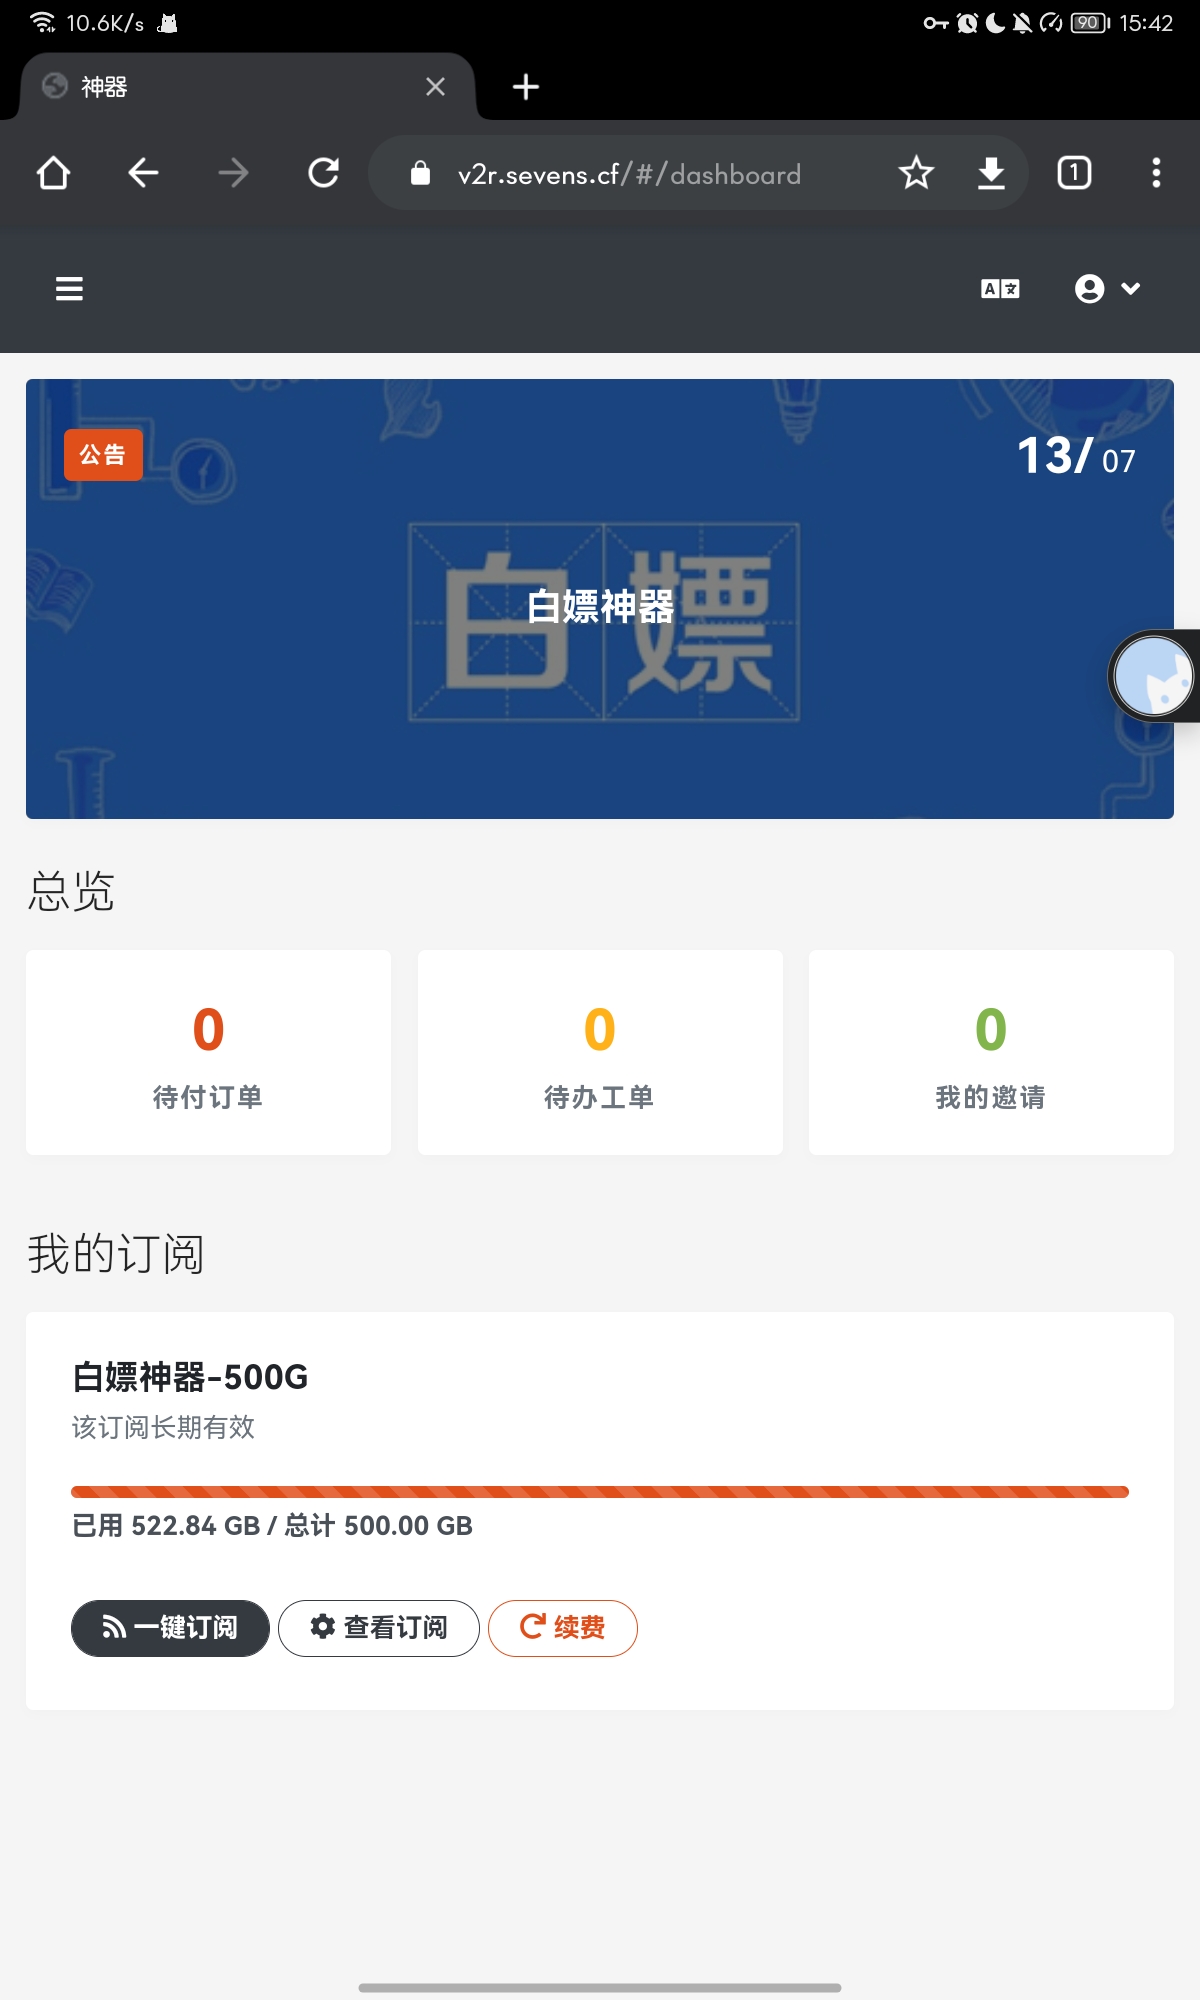 10.6K/s
90 15:42
神器
v2r.sevens.cf/#/dashboard
1
A 文
公告
13/ 07
白嫖
白嫖神器
总览
0
待付订单
0
待办工单
0
我的邀请
我的订阅
白嫖神器-500G
该订阅长期有效
已用 522.84 GB / 总计 500.00 GB
一键订阅
查看订阅
续费